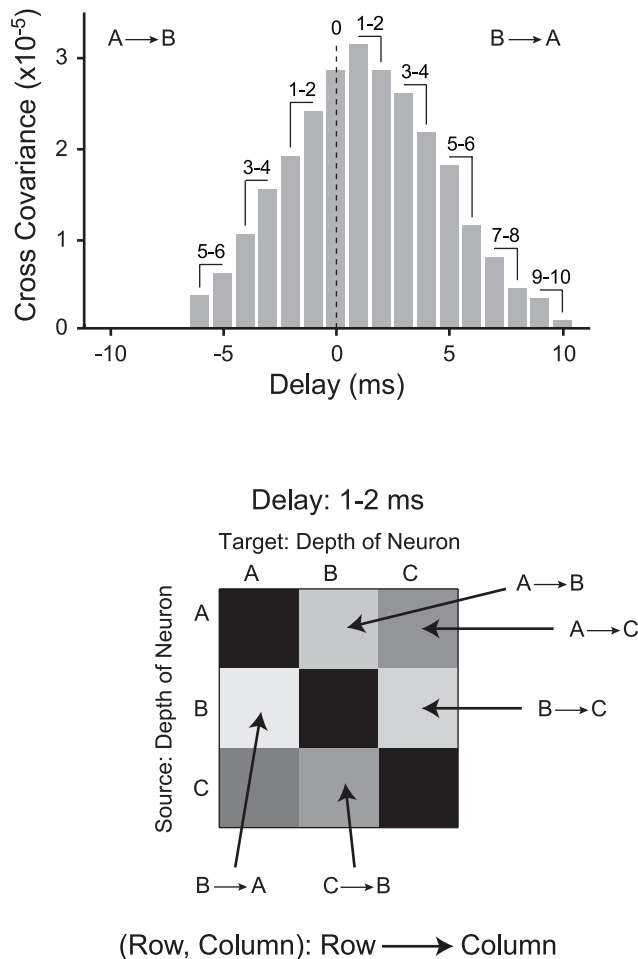 A → B
B → A
Cross Covariance (x10⁻⁵)
3
2
1
0
5-6
3-4
1-2
0
1-2
3-4
5-6
7-8
9-10
-10
-5
0
5
10
Delay (ms)
Delay: 1-2 ms
Target: Depth of Neuron
A
B
C
Source: Depth of Neuron
A
B
C
A → B
A → C
B → C
B → A
C → B
(Row, Column): Row → Column